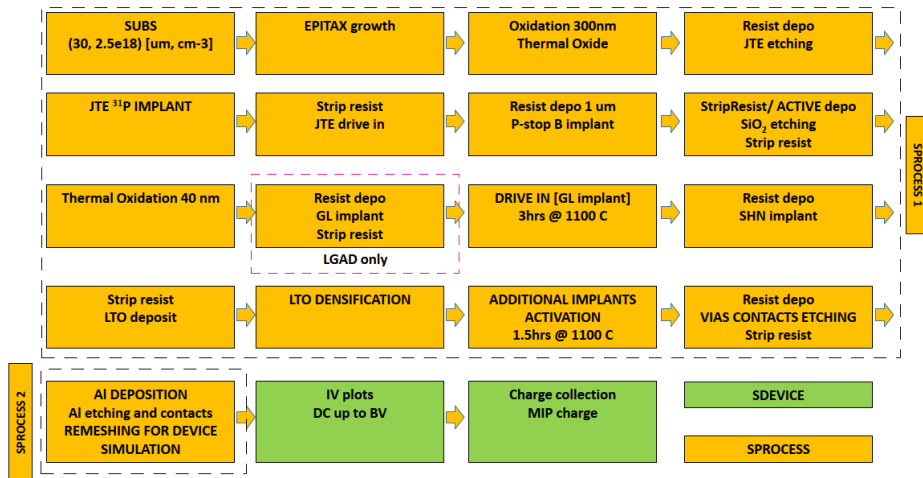 SUBS
(30, 2.5e18) [um, cm-3]
EPITAX growth
Oxidation 300nm
Thermal Oxide
Resist depo
JTE etching
JTE ³¹P IMPLANT
Strip resist
JTE drive in
Resist depo 1 um
P-stop B implant
StripResist/ ACTIVE depo
SiO₂ etching
Strip resist
SPROCESS 1
Thermal Oxidation 40 nm
Resist depo
GL implant
Strip resist
LGAD only
DRIVE IN [GL implant]
3hrs @ 1100 C
Resist depo
SHN implant
Strip resist
LTO deposit
LTO DENSIFICATION
ADDITIONAL IMPLANTS
ACTIVATION
1.5hrs @ 1100 C
Resist depo
VIAS CONTACTS ETCHING
Strip resist
SPROCESS 2
Al DEPOSITION
Al etching and contacts
REMESHING FOR DEVICE
SIMULATION
IV plots
DC up to BV
Charge collection
MIP charge
SDEVICE
SPROCESS